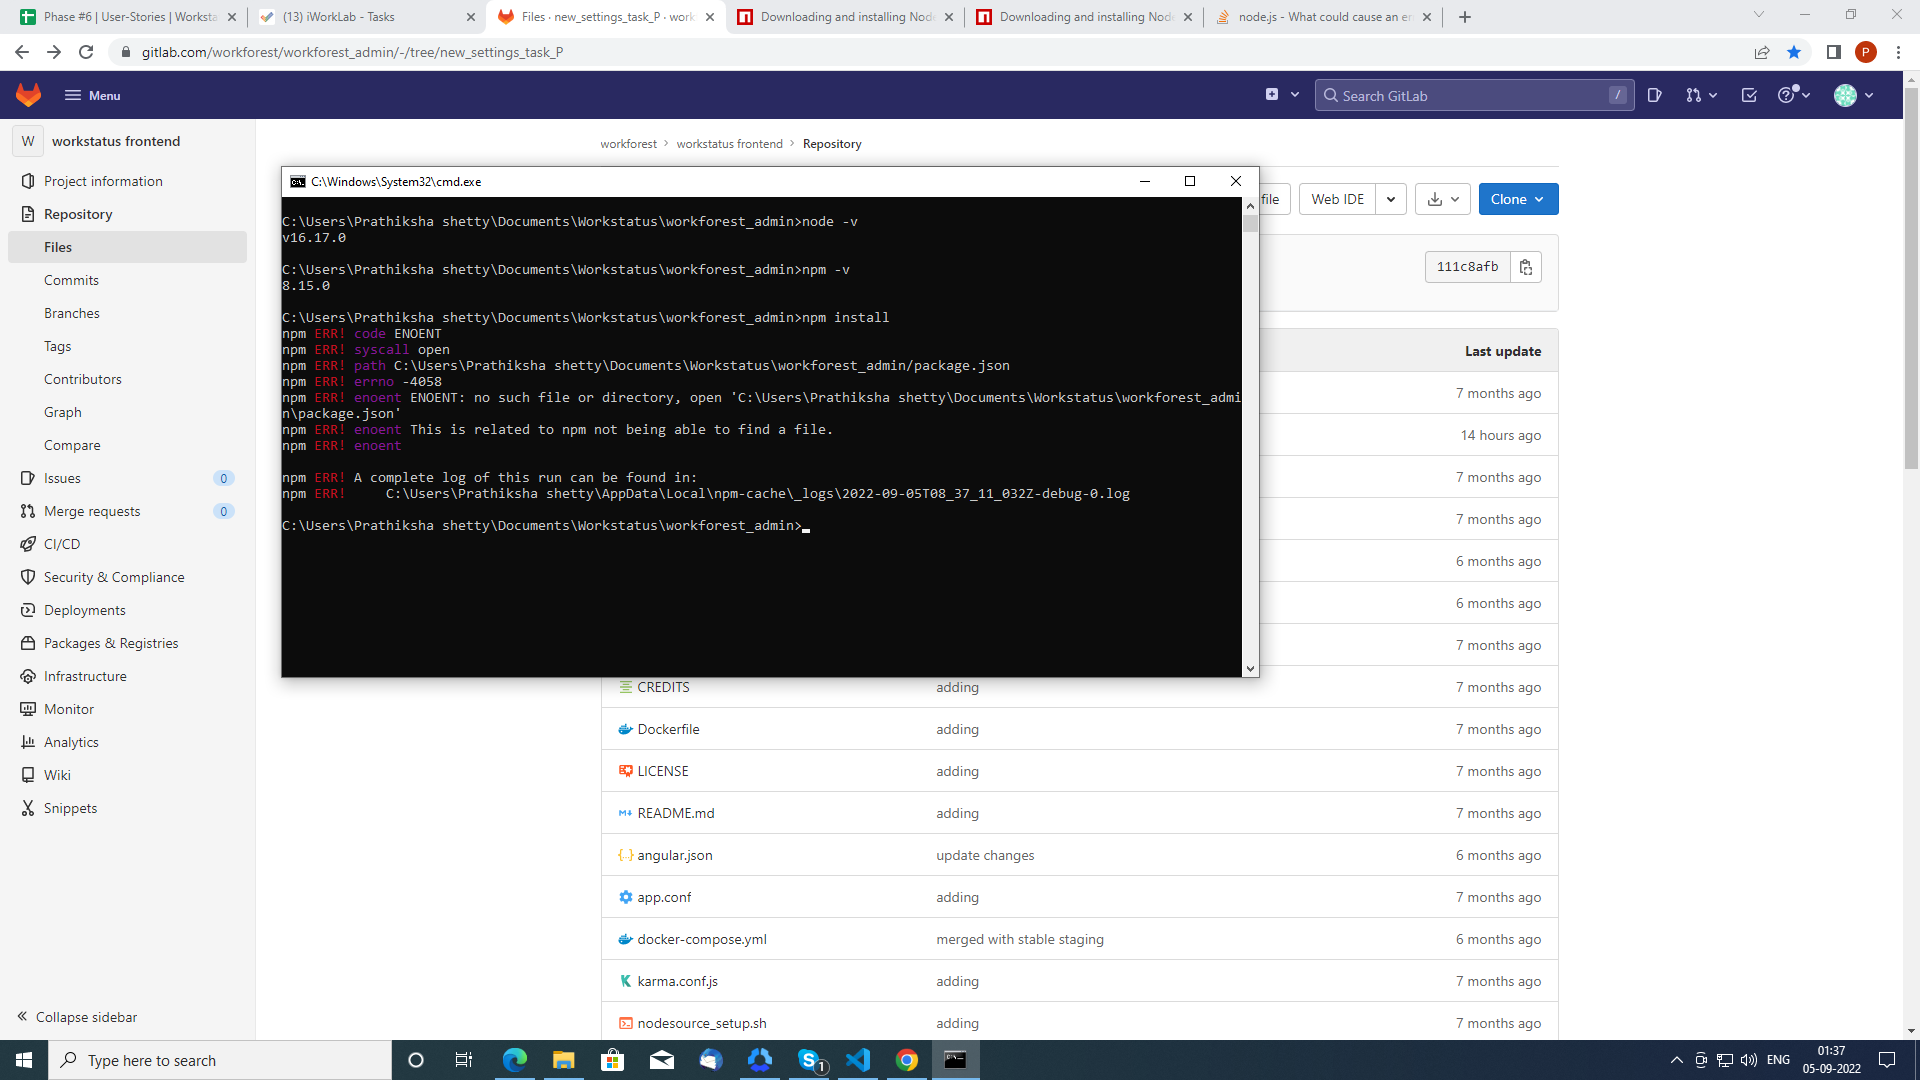 Phase #6 | User-Stories | Worksta
(13) iWorkLab - Tasks
Files · new_settings_task_P · work
Downloading and installing Node
Downloading and installing Node
node.js - What could cause an er
gitlab.com/workforest/workforest_admin/-/tree/new_settings_task_P
P
Menu
Search GitLab
/
W workstatus frontend
Project information
Repository
Files
Commits
Branches
Tags
Contributors
Graph
Compare
Issues 0
Merge requests 0
CI/CD
Security & Compliance
Deployments
Packages & Registries
Infrastructure
Monitor
Analytics
Wiki
Snippets
Collapse sidebar
workforest > workstatus frontend > Repository
file
Web IDE
Clone
111c8afb
Last update
7 months ago
14 hours ago
7 months ago
7 months ago
6 months ago
6 months ago
7 months ago
CREDITS adding 7 months ago
Dockerfile adding 7 months ago
LICENSE adding 7 months ago
README.md adding 7 months ago
angular.json update changes 6 months ago
app.conf adding 7 months ago
docker-compose.yml merged with stable staging 6 months ago
karma.conf.js adding 7 months ago
nodesource_setup.sh adding 7 months ago
C:\Windows\System32\cmd.exe
C:\Users\Prathiksha shetty\Documents\Workstatus\workforest_admin>node -v
v16.17.0
C:\Users\Prathiksha shetty\Documents\Workstatus\workforest_admin>npm -v
8.15.0
C:\Users\Prathiksha shetty\Documents\Workstatus\workforest_admin>npm install
npm ERR! code ENOENT
npm ERR! syscall open
npm ERR! path C:\Users\Prathiksha shetty\Documents\Workstatus\workforest_admin/package.json
npm ERR! errno -4058
npm ERR! enoent ENOENT: no such file or directory, open 'C:\Users\Prathiksha shetty\Documents\Workstatus\workforest_admi
n\package.json'
npm ERR! enoent This is related to npm not being able to find a file.
npm ERR! enoent
npm ERR! A complete log of this run can be found in:
npm ERR!     C:\Users\Prathiksha shetty\AppData\Local\npm-cache\_logs\2022-09-05T08_37_11_032Z-debug-0.log
C:\Users\Prathiksha shetty\Documents\Workstatus\workforest_admin>
Type here to search
1
ENG
01:37
05-09-2022